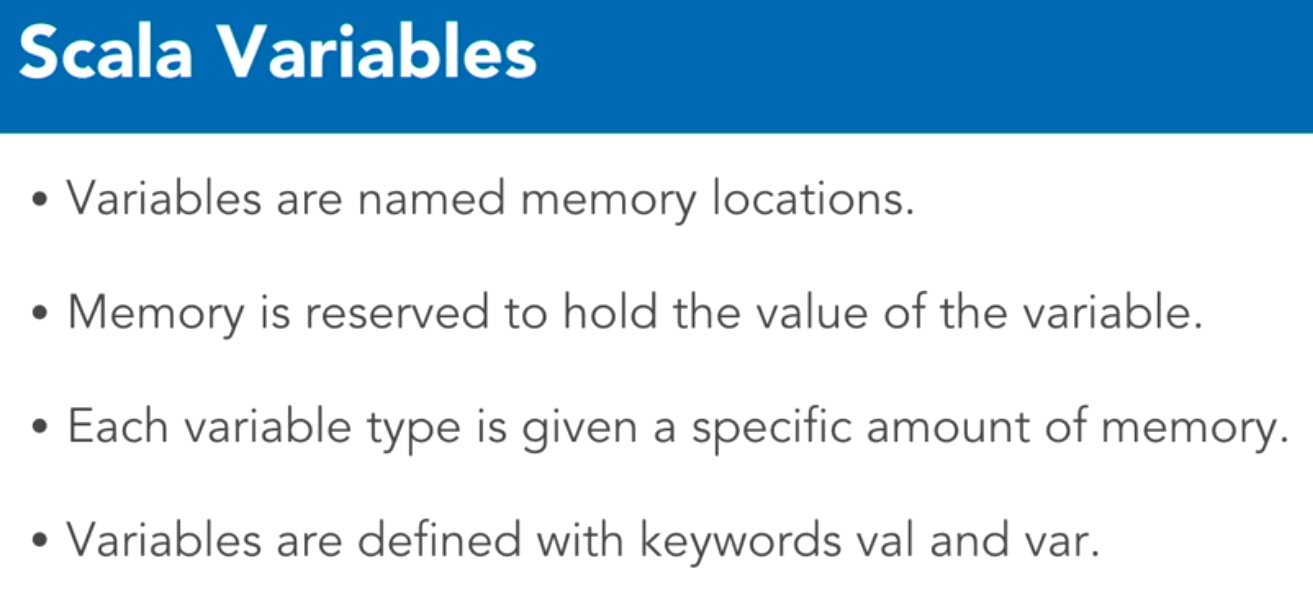 Scala Variables
• Variables are named memory locations.
• Memory is reserved to hold the value of the variable.
• Each variable type is given a specific amount of memory.
• Variables are defined with keywords val and var.